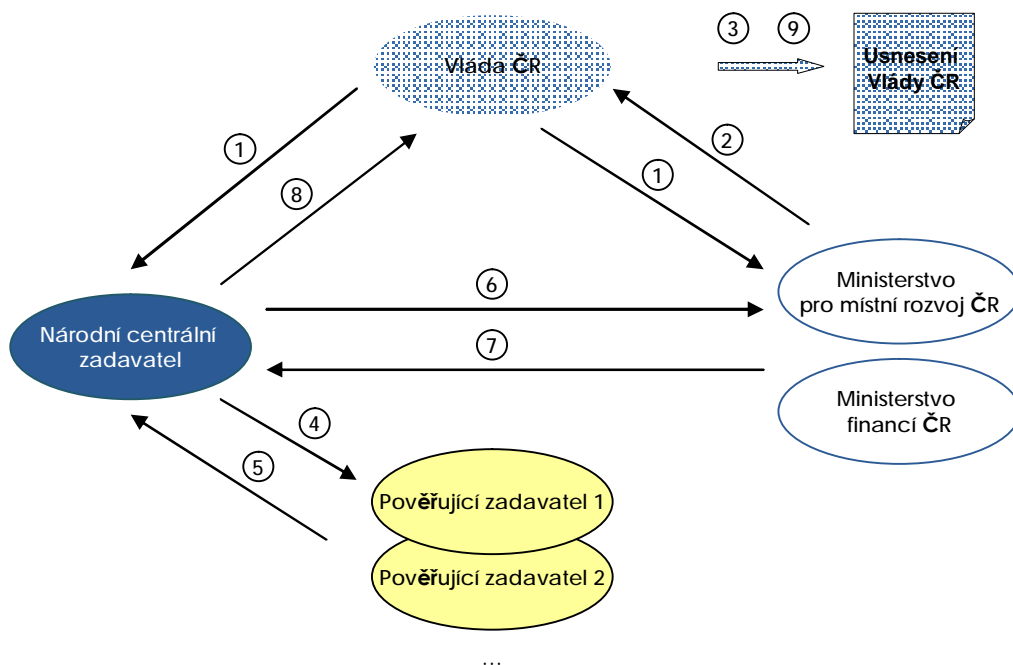 3 9
Vláda ČR
Usnesení
Vlády ČR
1
2
8
1
6
Ministerstvo
pro místní rozvoj ČR
Národní centrální
zadavatel
7
Ministerstvo
financí ČR
4
5
Pověřující zadavatel 1
Pověřující zadavatel 2
...